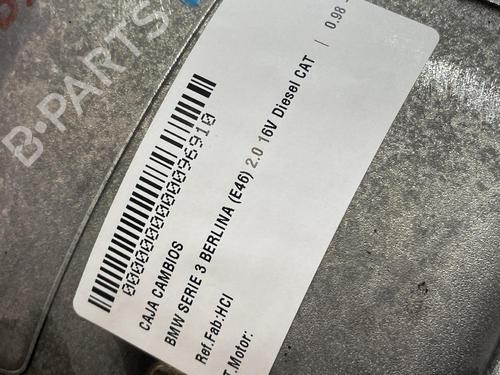 B-PARTS
0000000000096910
CAJA CAMBIOS
BMW SERIE 3 BERLINA (E46) 2.0 16V Diesel CAT | 0.98 -
Ref.Fab:HCI
T.Motor: